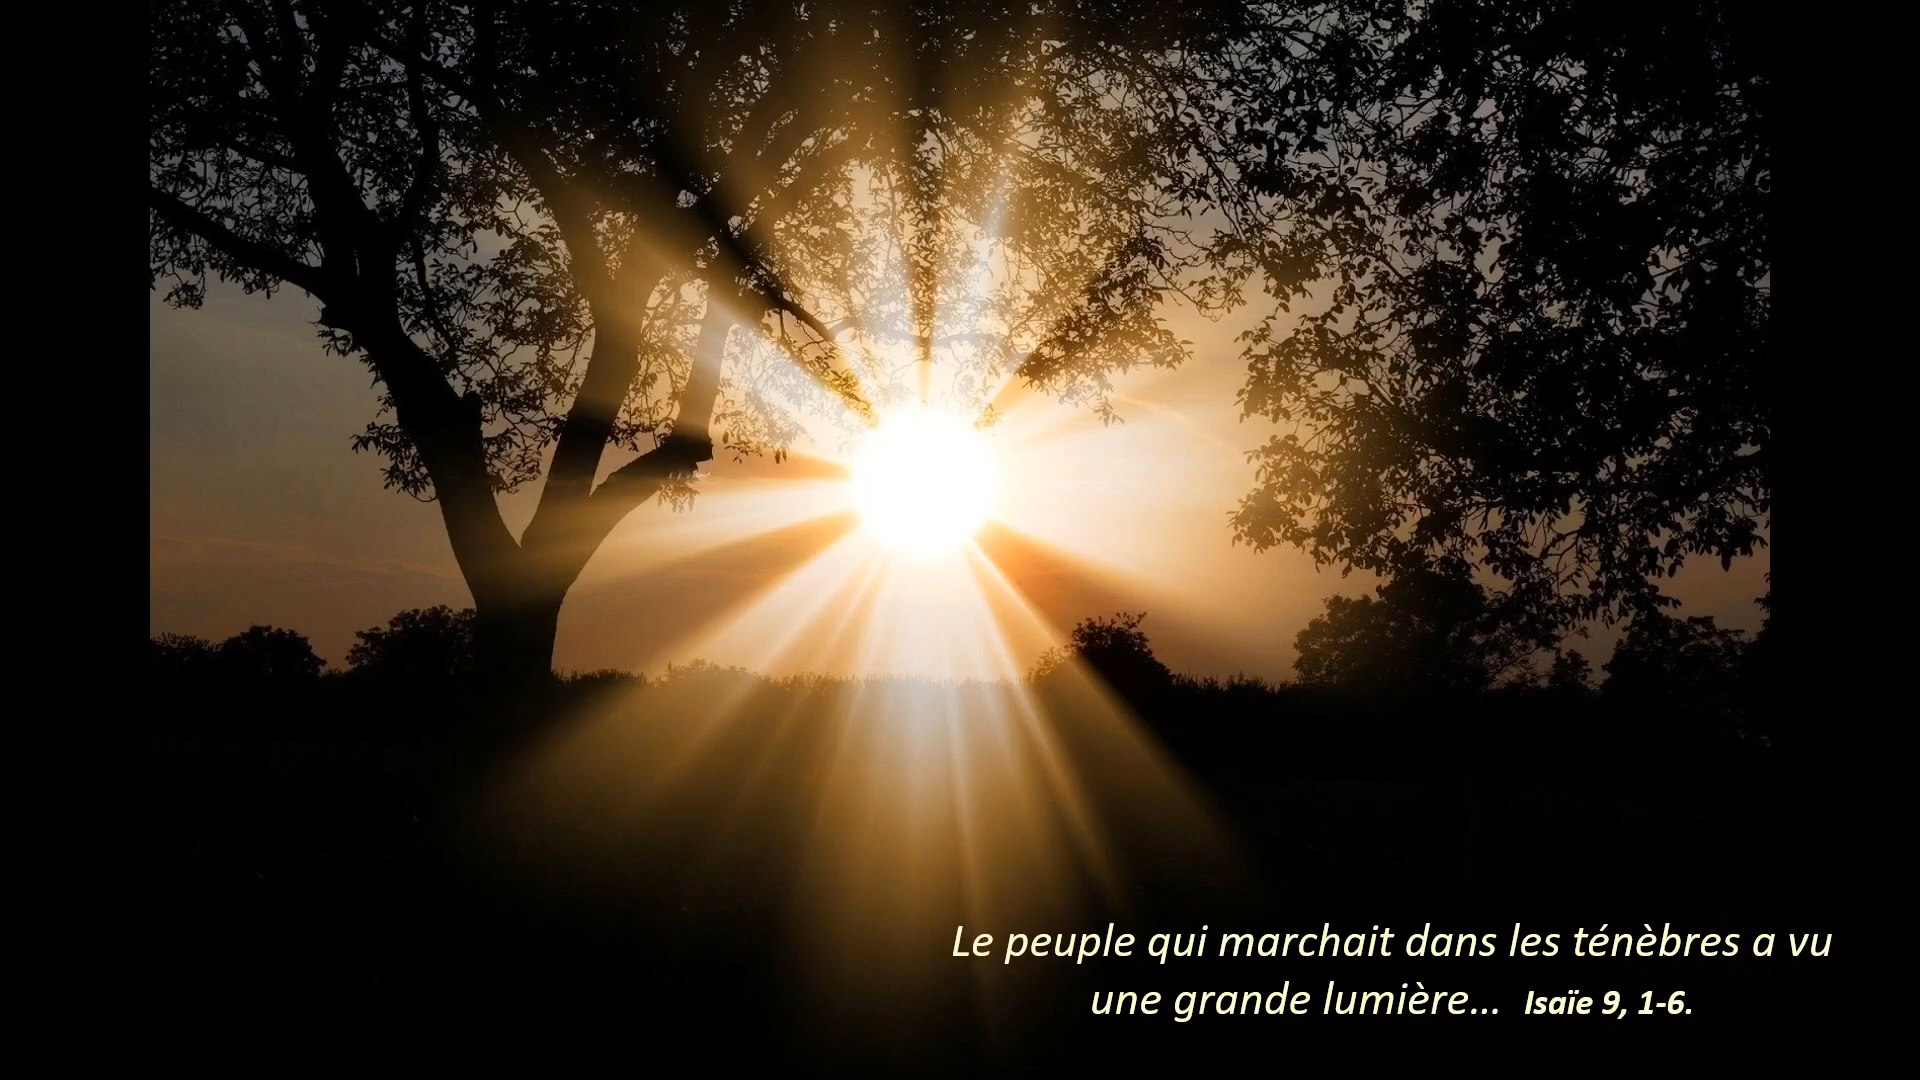 Le peuple qui marchait dans les ténèbres a vu
une grande lumière... Isaïe 9, 1-6.